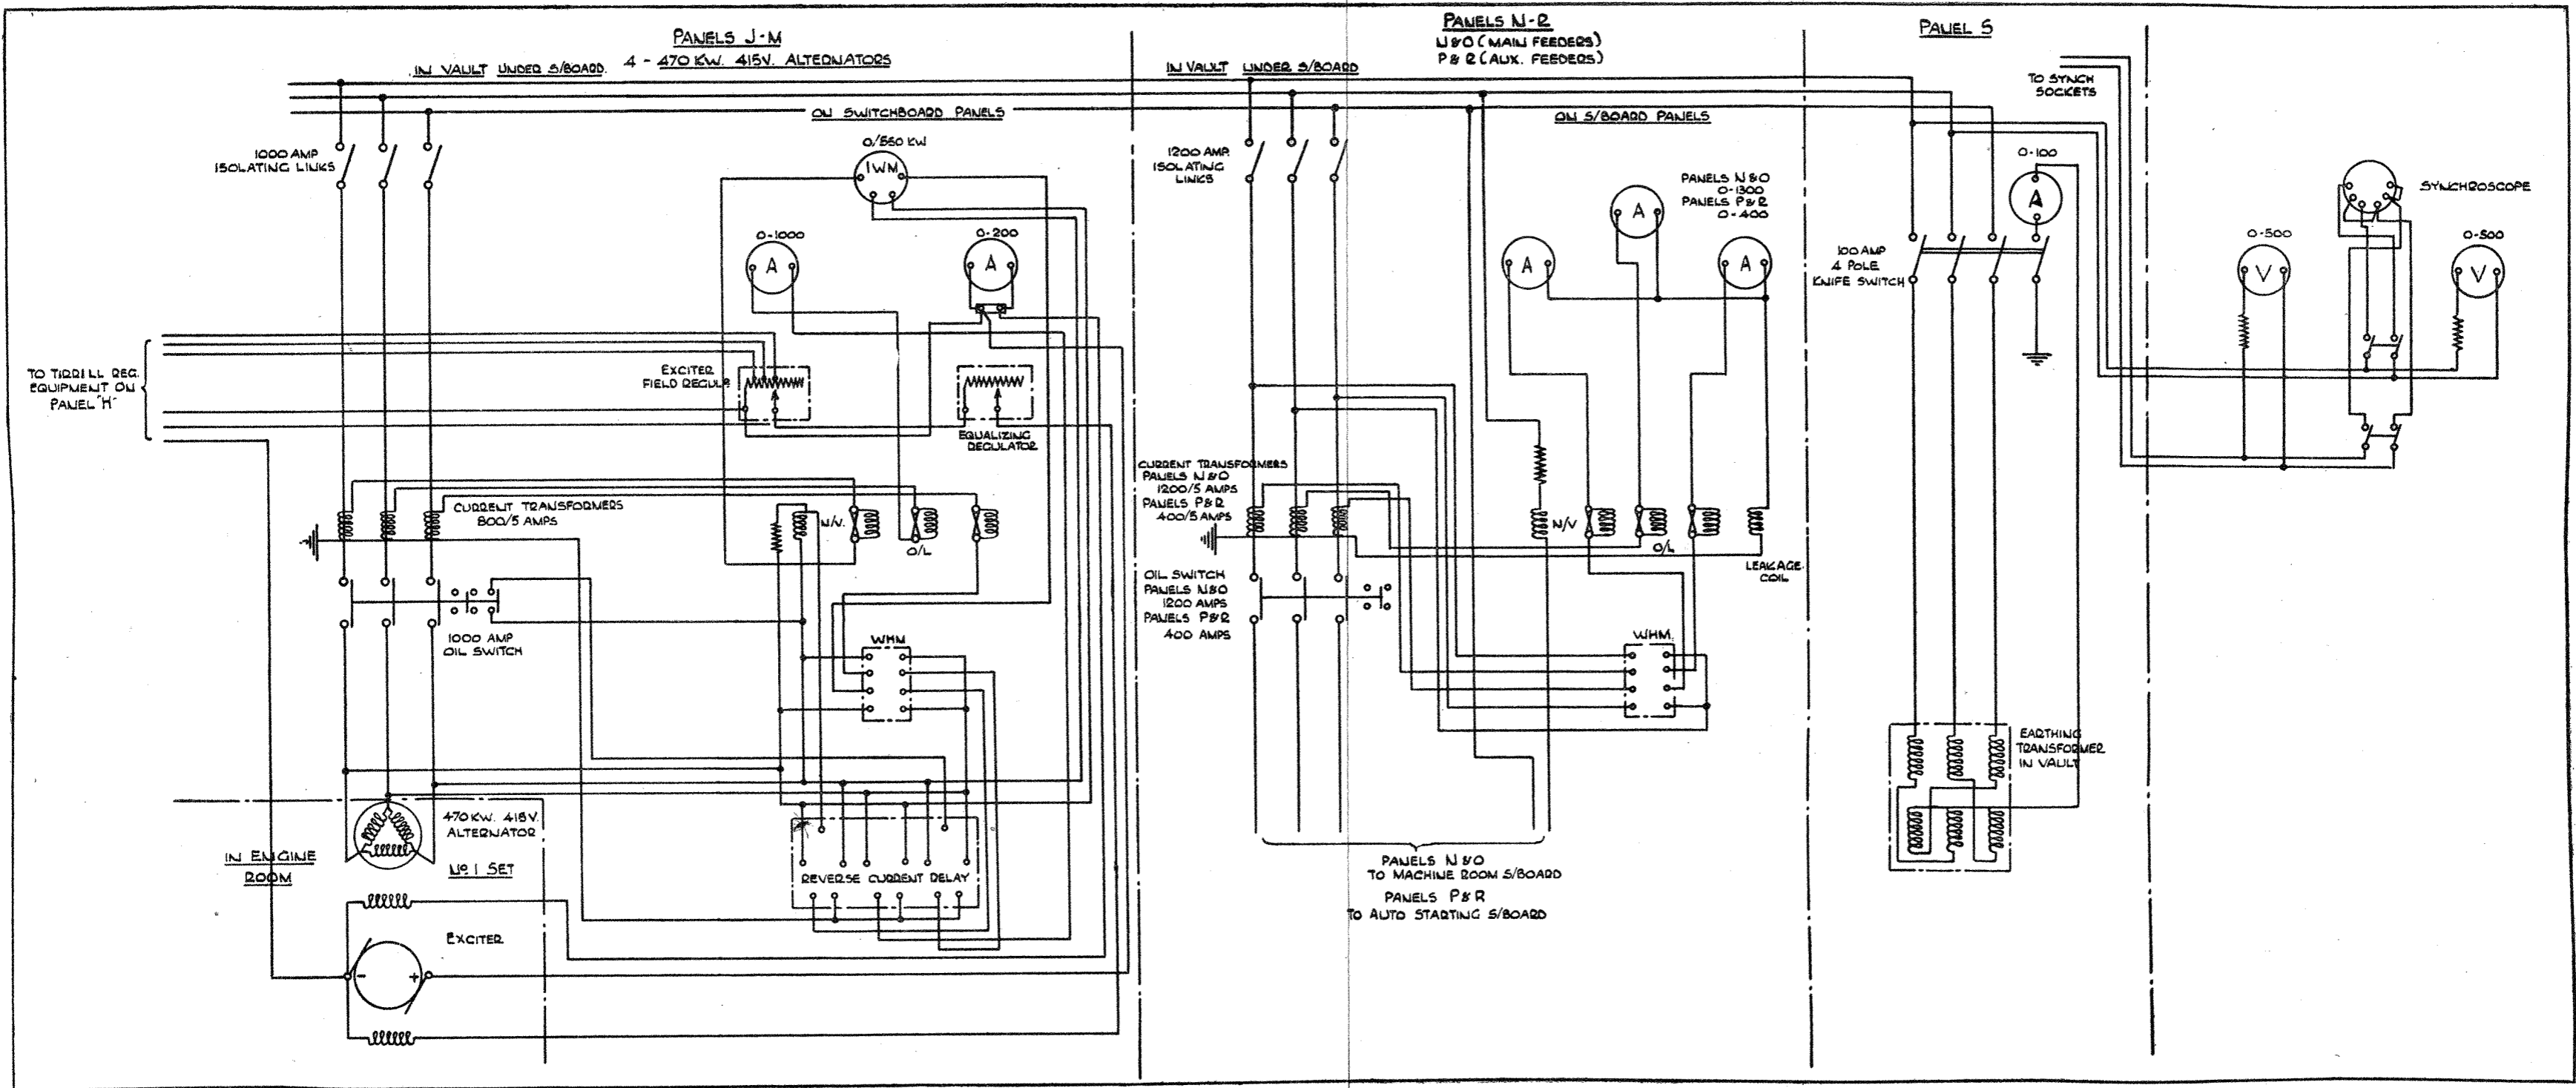 PANELS J-M
4 - 470 KW. 415V. ALTERNATORS
IN VAULT UNDER S/BOARD.
ON SWITCHBOARD PANELS
1000 AMP
ISOLATING LINKS
0/550 KW
IWM
0-1000
A
0-200
A
TO TIRRILL REG.
EQUIPMENT ON
PANEL "H"
EXCITER
FIELD REGULR
EQUALIZING
REGULATOR
CURRENT TRANSFORMERS
800/5 AMPS
N/V.
O/L
1000 AMP
OIL SWITCH
WHM
470 KW. 415V.
ALTERNATOR
No 1 SET
IN ENGINE
ROOM
REVERSE CURRENT RELAY
EXCITER
-
+
PANELS N-R
N&O (MAIN FEEDERS)
P & R (AUX. FEEDERS)
IN VAULT UNDER S/BOARD
ON S/BOARD PANELS
1200 AMP.
ISOLATING
LINKS
PANELS N&O
0-1300
PANELS P&R
0-400
A
A
A
CURRENT TRANSFORMERS
PANELS N&O
1200/5 AMPS
PANELS P&R
400/5 AMPS
N/V
O/L
LEAKAGE
COIL
OIL SWITCH
PANELS N&O
1200 AMPS
PANELS P&R
400 AMPS
WHM.
PANELS N&O
TO MACHINE ROOM S/BOARD
PANELS P&R
TO AUTO STARTING S/BOARD
PANEL S
TO SYNCH
SOCKETS
0-100
A
100 AMP
4 POLE
KNIFE SWITCH
EARTHING
TRANSFORMER
IN VAULT
SYNCHROSCOPE
0-500
V
0-500
V